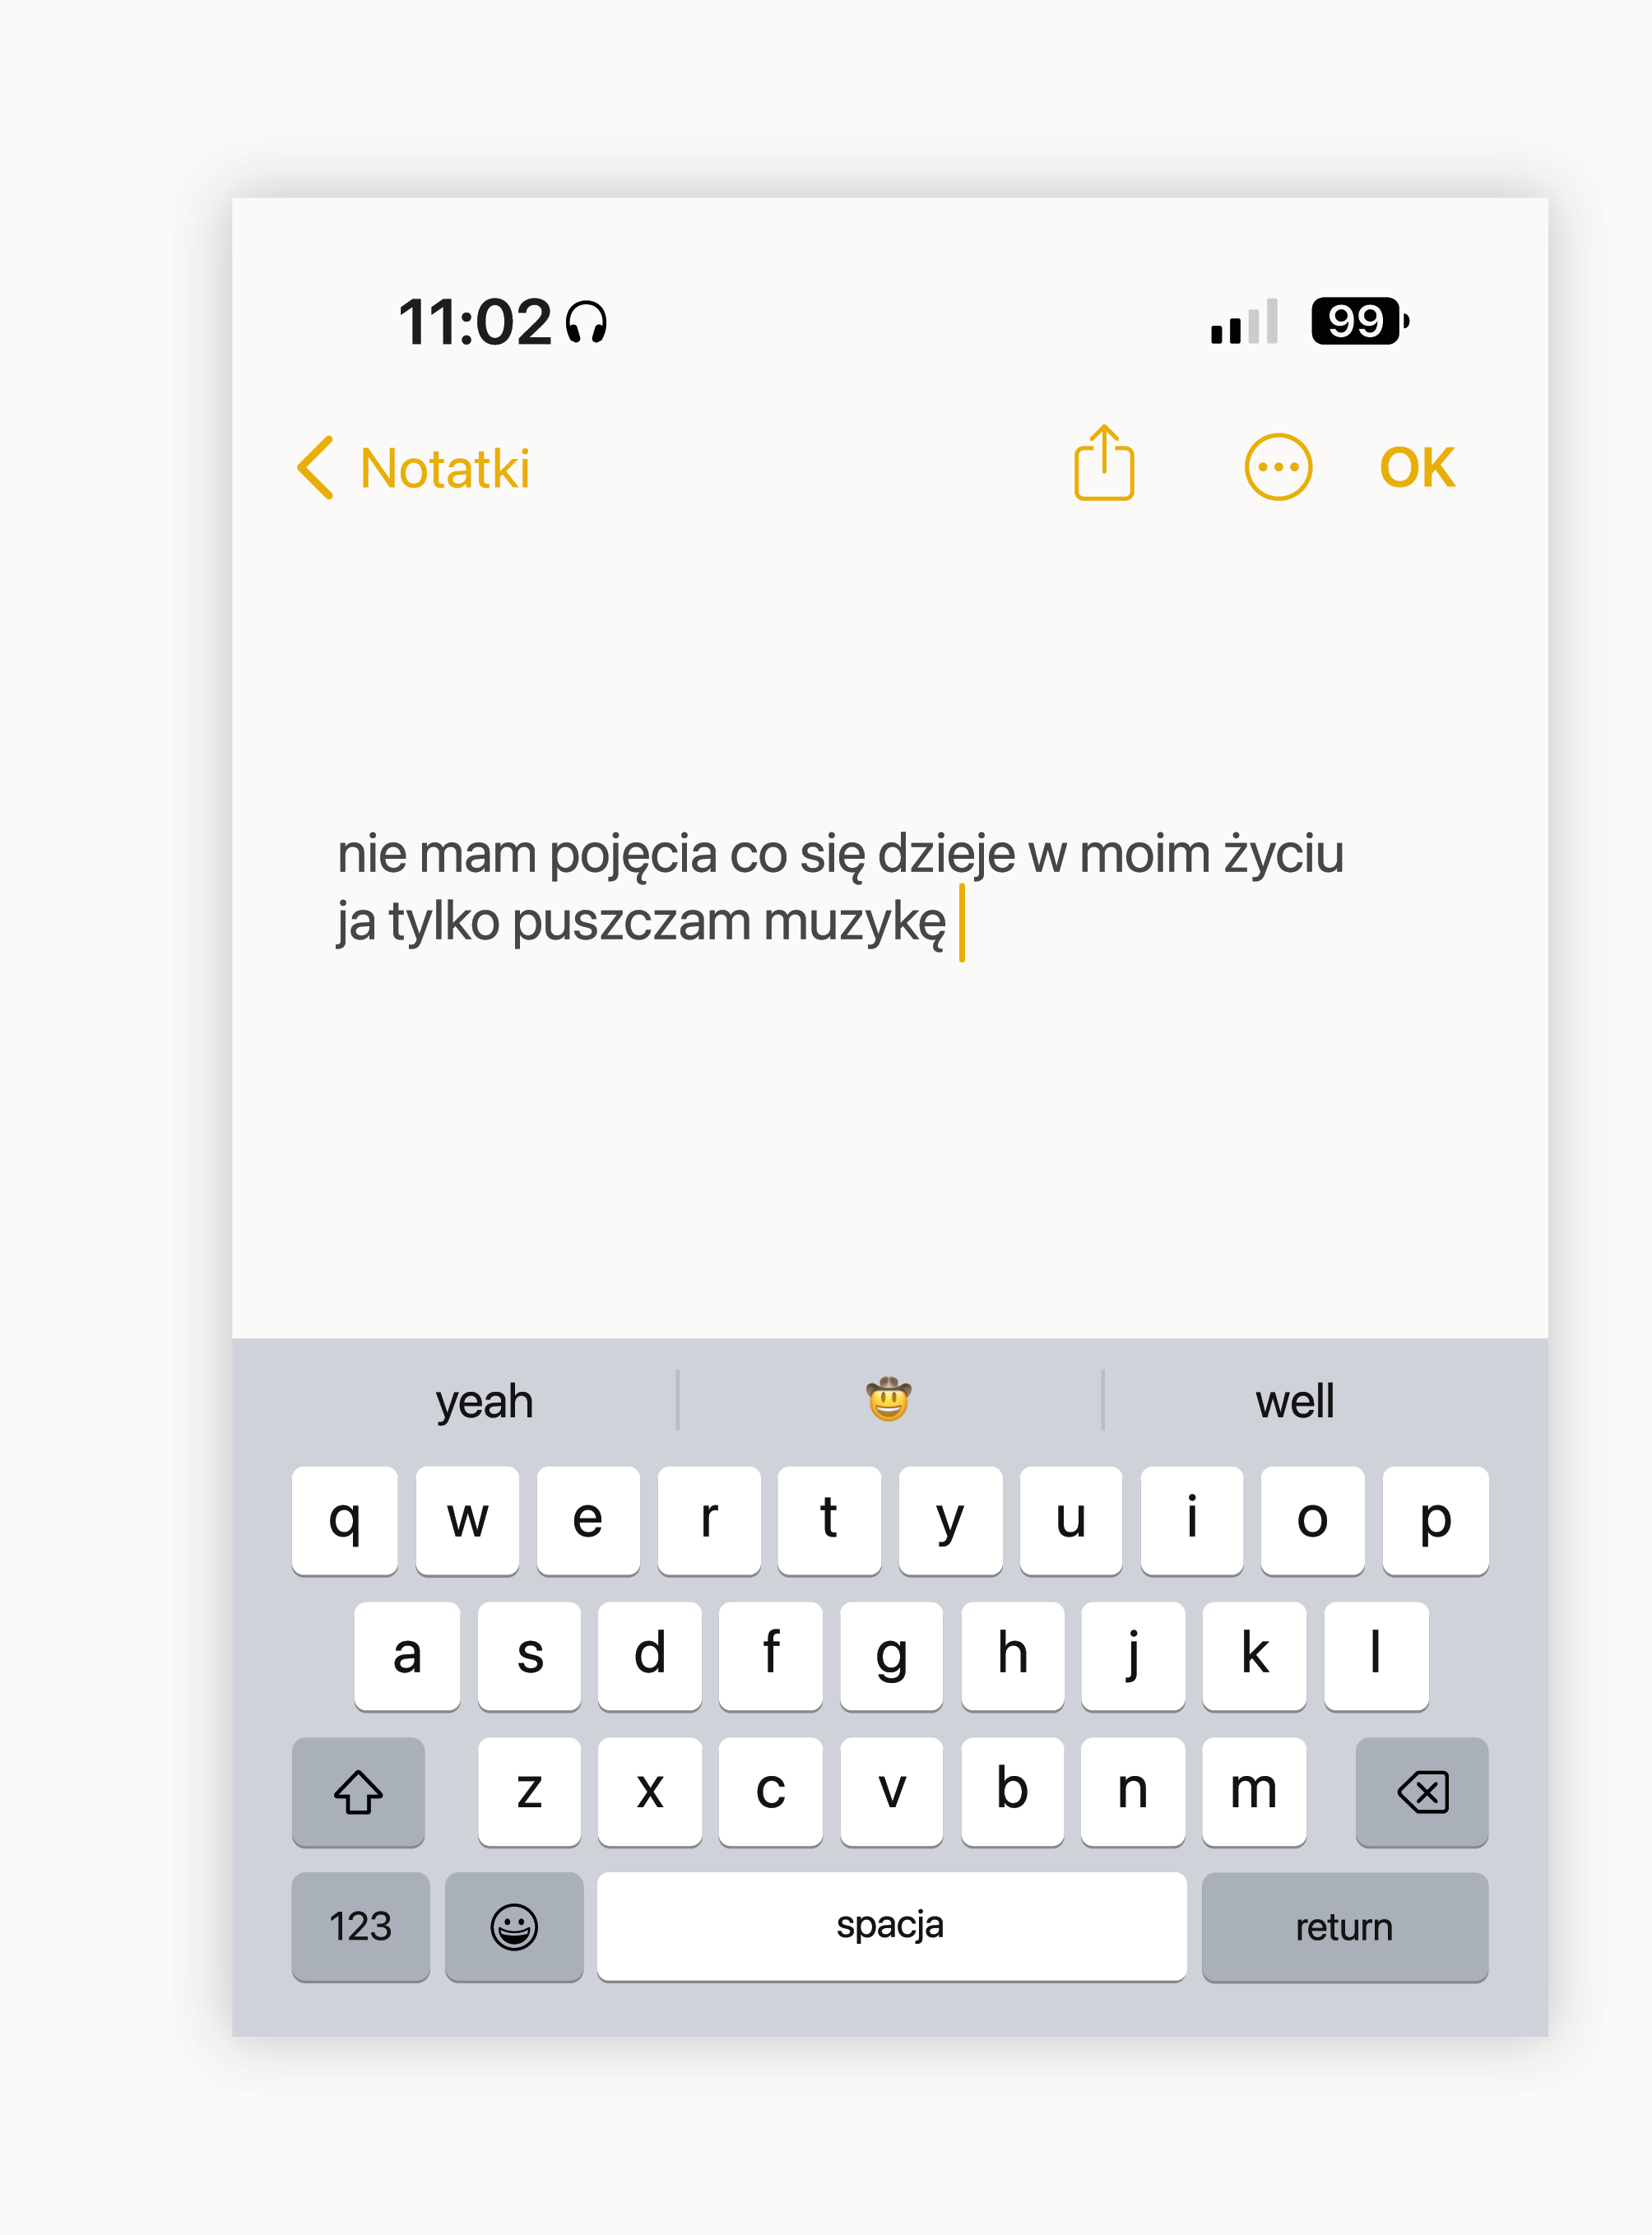 11:02
99
Notatki
OK
nie mam pojęcia co się dzieje w moim życiu
ja tylko puszczam muzykę
yeah 🤠 well
q w e r t y u i o p
a s d f g h j k l
z x c v b n m
123 spacja return